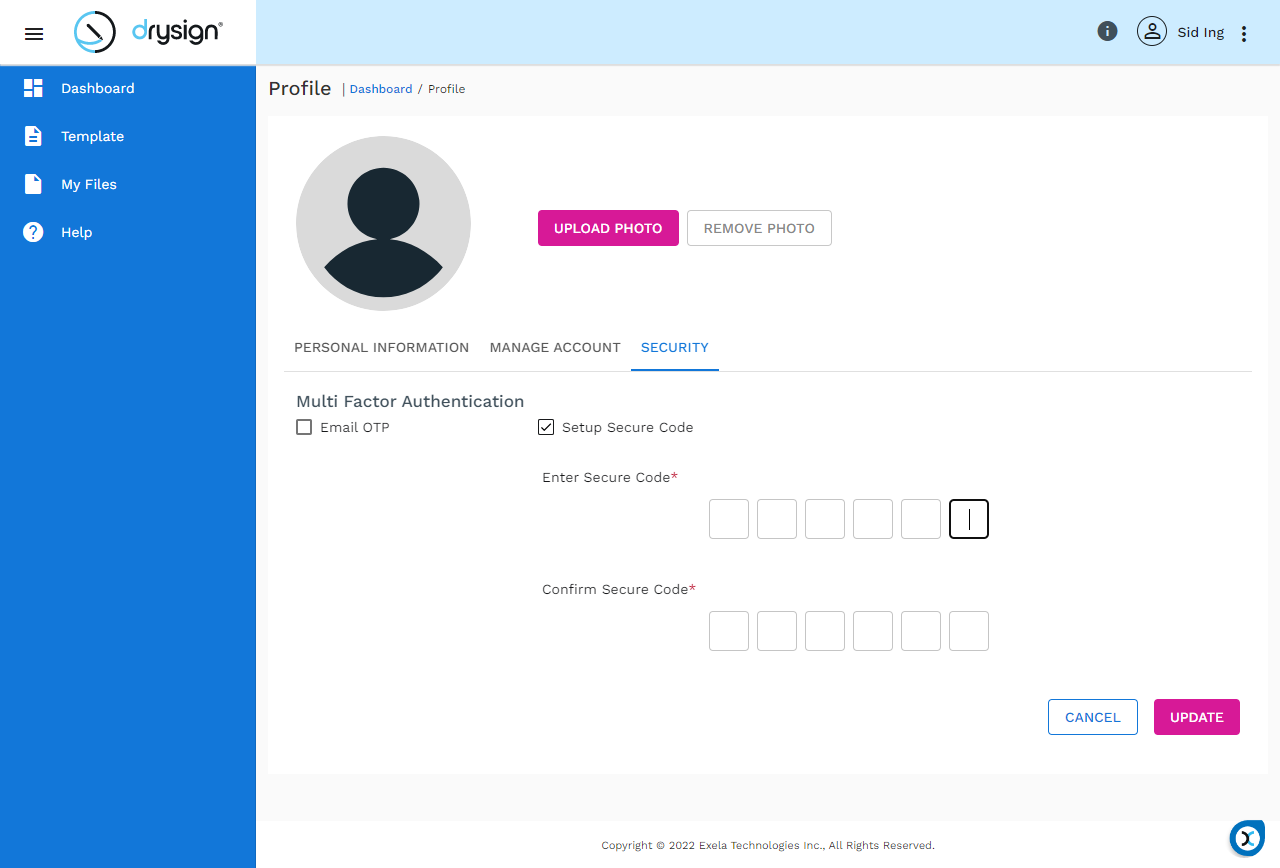 drysign®
Sid Ing
Dashboard
Template
My Files
Help
Profile | Dashboard / Profile
UPLOAD PHOTO
REMOVE PHOTO
PERSONAL INFORMATION
MANAGE ACCOUNT
SECURITY
Multi Factor Authentication
Email OTP
Setup Secure Code
Enter Secure Code*
Confirm Secure Code*
CANCEL
UPDATE
Copyright © 2022 Exela Technologies Inc., All Rights Reserved.